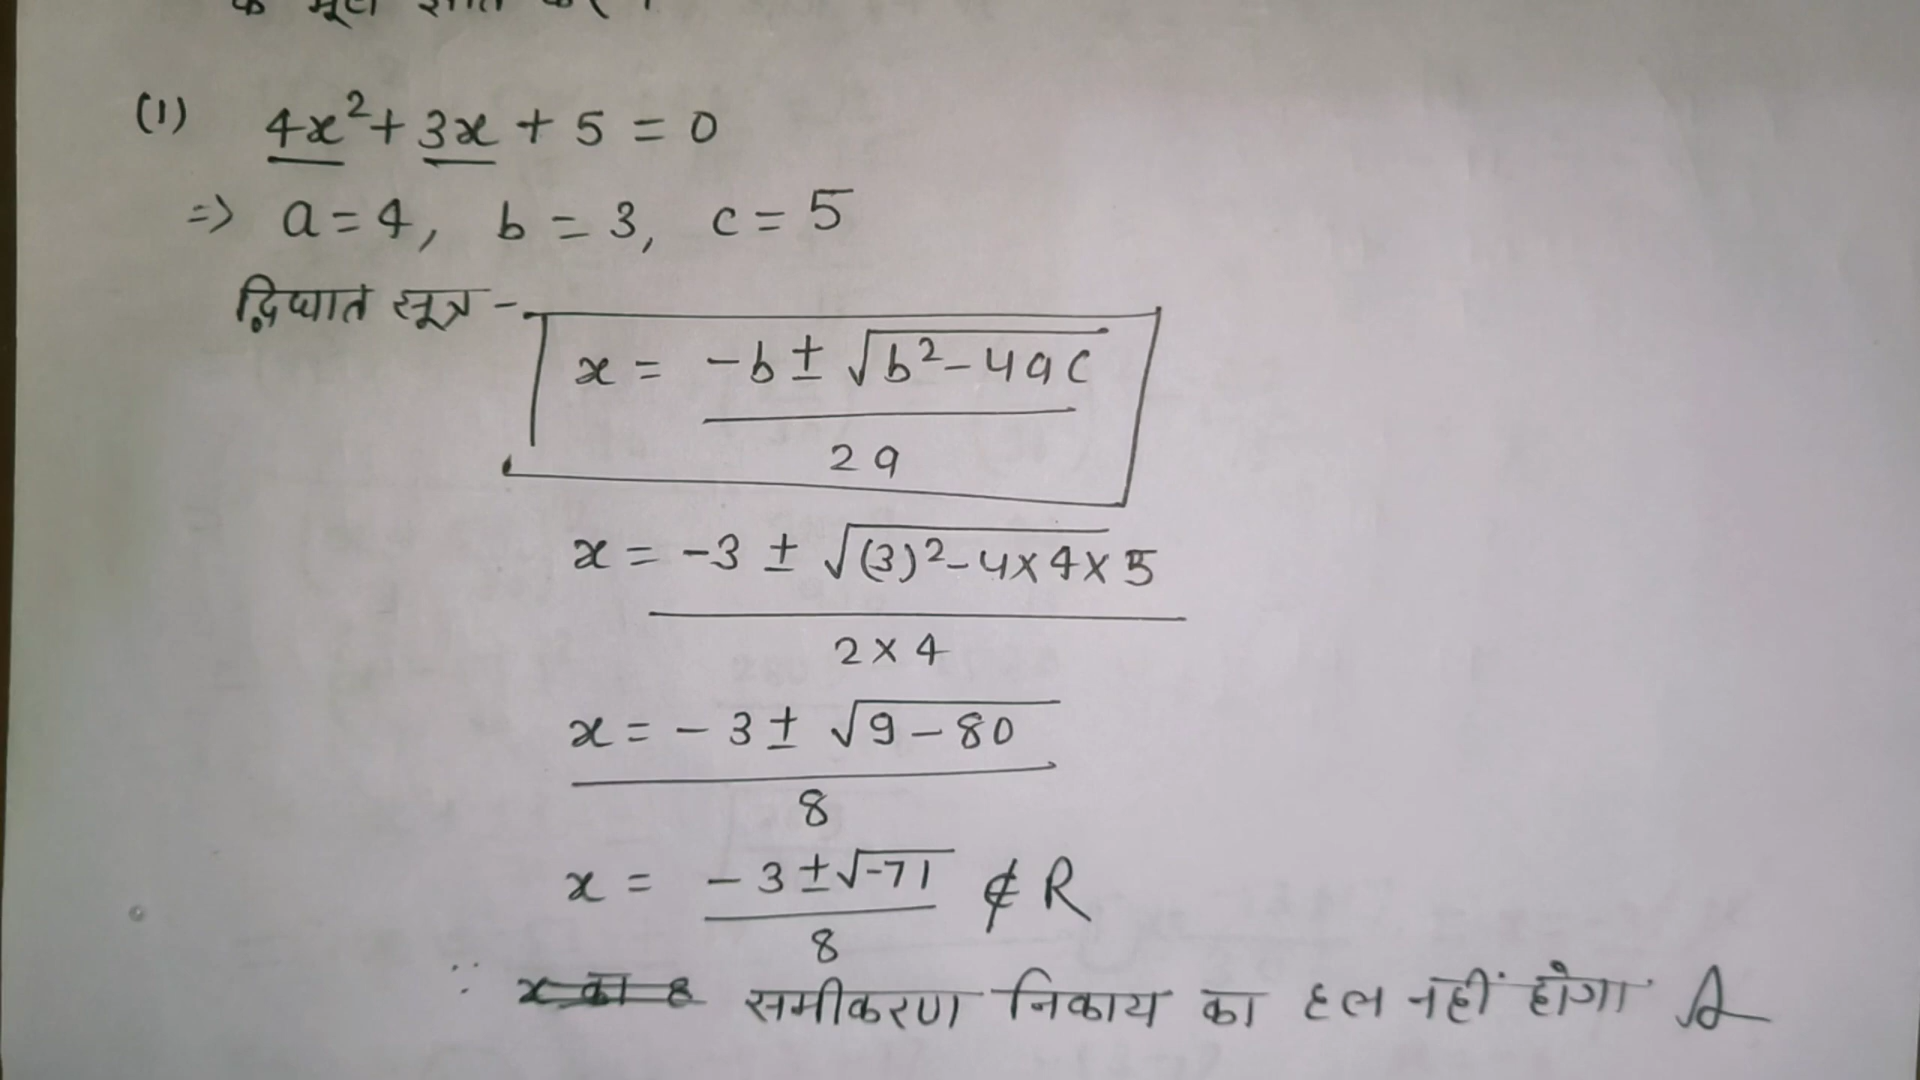 के मूल ज्ञात करें।
(1) 4x² + 3x + 5 = 0
=> a = 4, b = 3, c = 5
द्विघात सूत्र -
x = -b ± √b² - 4ac
2a
x = -3 ± √(3)² - 4 × 4 × 5
2 × 4
x = -3 ± √9 - 80
8
x = -3 ± √-71 ∉ R
8
∵ समीकरण निकाय का हल नहीं होगा